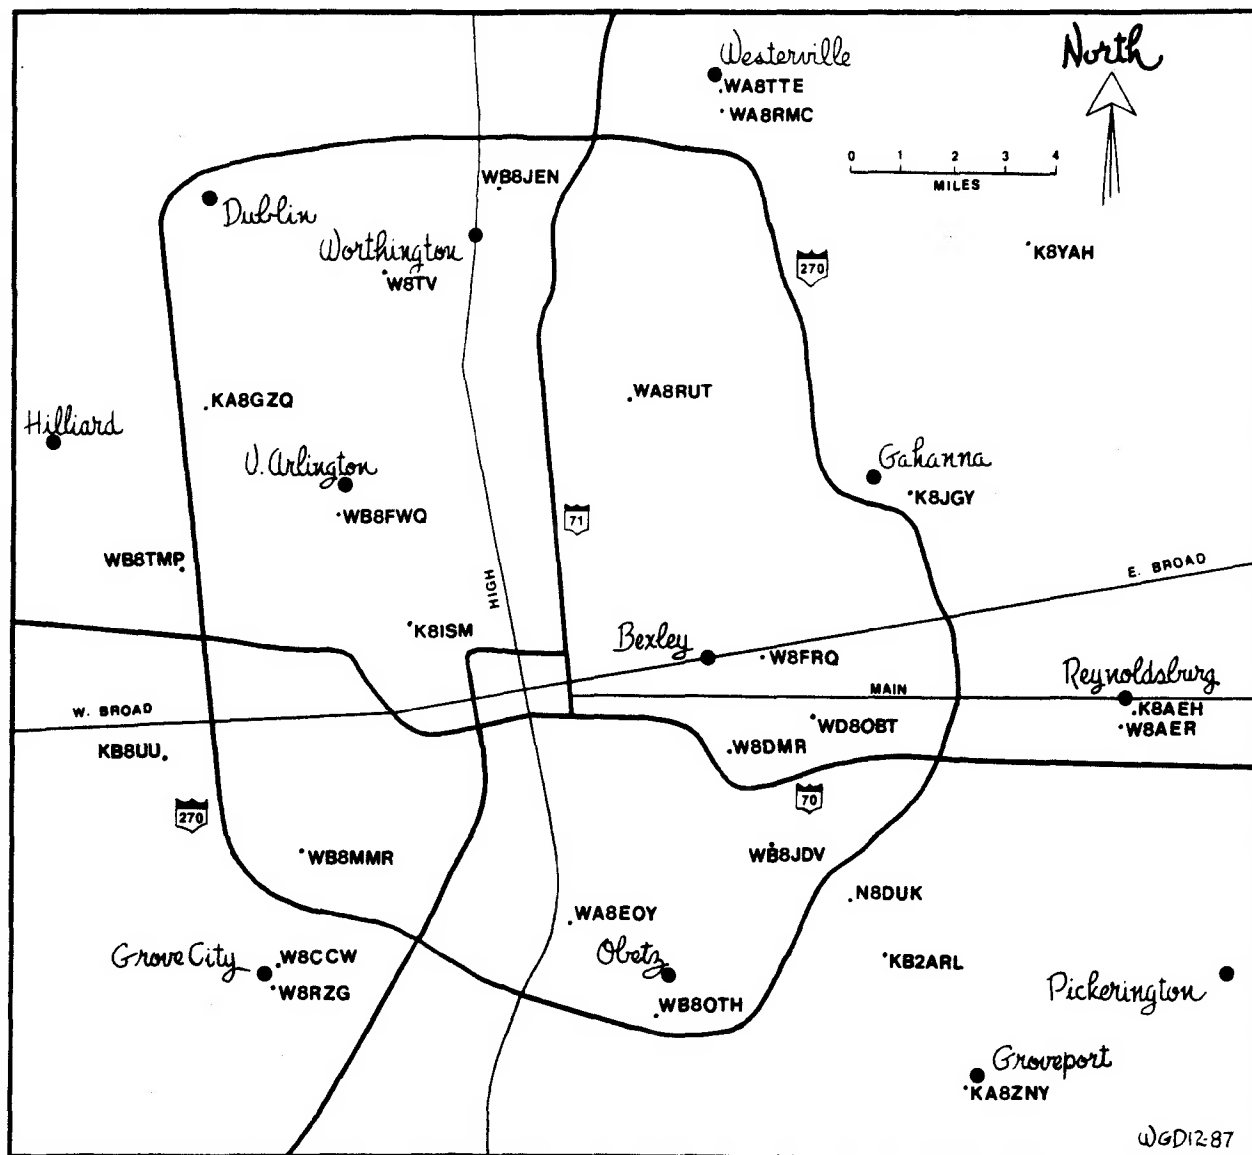 Westerville
North
WA8TTE
WA8RMC
0 1 2 3 4
MILES
WB8JEN
Dublin
Worthington
W8TV
270
K8YAH
KA8GZQ
WA8RUT
Hilliard
U. Arlington
Gahanna
K8JGY
WB8FWQ
71
WB8TMP
HIGH
E. BROAD
K8ISM
Bexley
W8FRQ
Reynoldsburg
MAIN
W. BROAD
K8AEH
W8AER
WD8OBT
W8DMR
KB8UU
270
70
WB8MMR
WB8JDV
N8DUK
WA8EOY
Grove City
W8CCW
W8RZG
Obetz
KB2ARL
Pickerington
WB8OTH
Groveport
KA8ZNY
WGD12-87